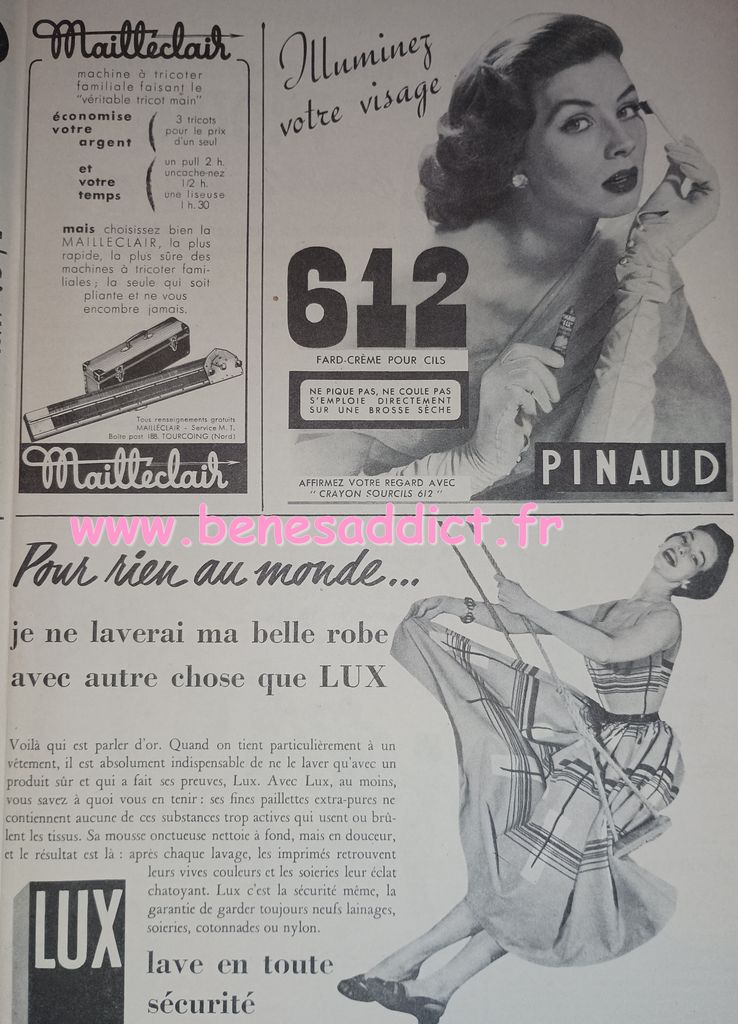 Mailléclair
machine à tricoter
familiale faisant le
"véritable tricot main"
économise
votre
argent
3 tricots
pour le prix
d'un seul
et
votre
temps
un pull 2 h.
uncache-nez
1/2 h.
une liseuse
1 h. 30
mais choisissez bien la
MAILLECLAIR, la plus
rapide, la plus sûre des
machines à tricoter fami-
liales ; la seule qui soit
pliante et ne vous
encombre jamais.
Tous renseignements gratuits
MAILLÉCLAIR - Service M. T.
Boîte post 188. TOURCOING (Nord)
Mailléclair
Illuminez
votre visage
612
FARD-CRÈME POUR CILS
NE PIQUE PAS, NE COULE PAS
S'EMPLOIE DIRECTEMENT
SUR UNE BROSSE SÈCHE
AFFIRMEZ VOTRE REGARD AVEC
"CRAYON SOURCILS 612"
PINAUD
www.benesaddict.fr
Pour rien au monde...
je ne laverai ma belle robe
avec autre chose que LUX
Voilà qui est parler d'or. Quand on tient particulièrement à un
vêtement, il est absolument indispensable de ne le laver qu'avec un
produit sûr et qui a fait ses preuves, Lux. Avec Lux, au moins,
vous savez à quoi vous en tenir : ses fines paillettes extra-pures ne
contiennent aucune de ces substances trop actives qui usent ou brû-
lent les tissus. Sa mousse onctueuse nettoie à fond, mais en douceur,
et le résultat est là : après chaque lavage, les imprimés retrouvent
leurs vives couleurs et les soieries leur éclat
chatoyant. Lux c'est la sécurité même, la
garantie de garder toujours neufs lainages,
soieries, cotonnades ou nylon.
LUX
lave en toute
sécurité